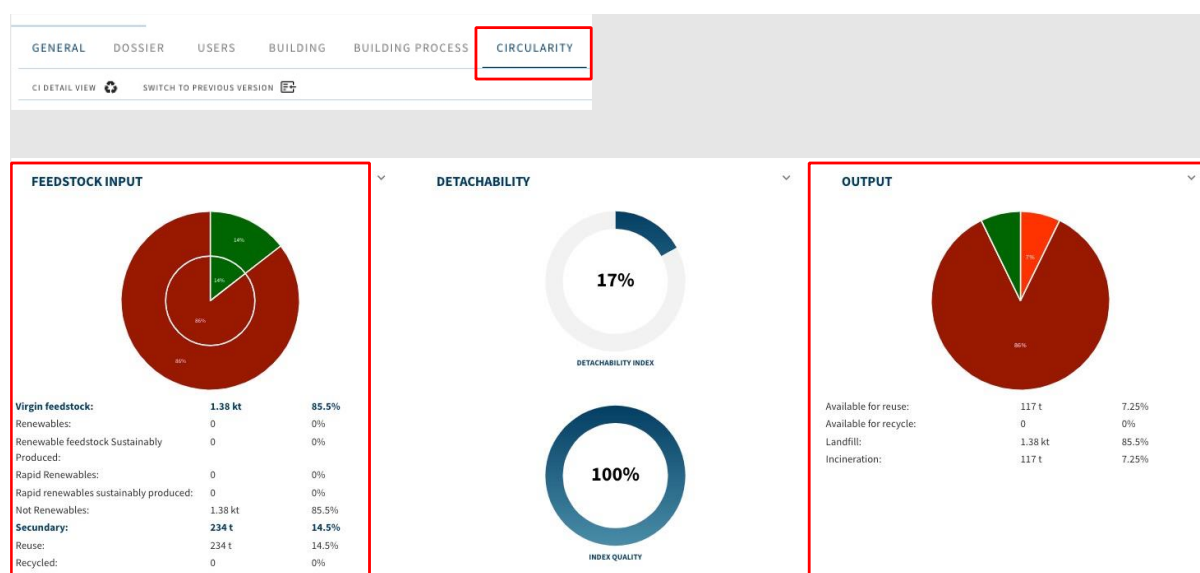 GENERAL DOSSIER USERS BUILDING BUILDING PROCESS CIRCULARITY
CI DETAIL VIEW SWITCH TO PREVIOUS VERSION
FEEDSTOCK INPUT
14%
14%
86%
86%
Virgin feedstock: 1.38 kt 85.5%
Renewables: 0 0%
Renewable feedstock Sustainably 0 0%
Produced:
Rapid Renewables: 0 0%
Rapid renewables sustainably produced: 0 0%
Not Renewables: 1.38 kt 85.5%
Secundary: 234 t 14.5%
Reuse: 234 t 14.5%
Recycled: 0 0%
DETACHABILITY
17%
DETACHABILITY INDEX
100%
INDEX QUALITY
OUTPUT
7%
86%
Available for reuse: 117 t 7.25%
Available for recycle: 0 0%
Landfill: 1.38 kt 85.5%
Incineration: 117 t 7.25%